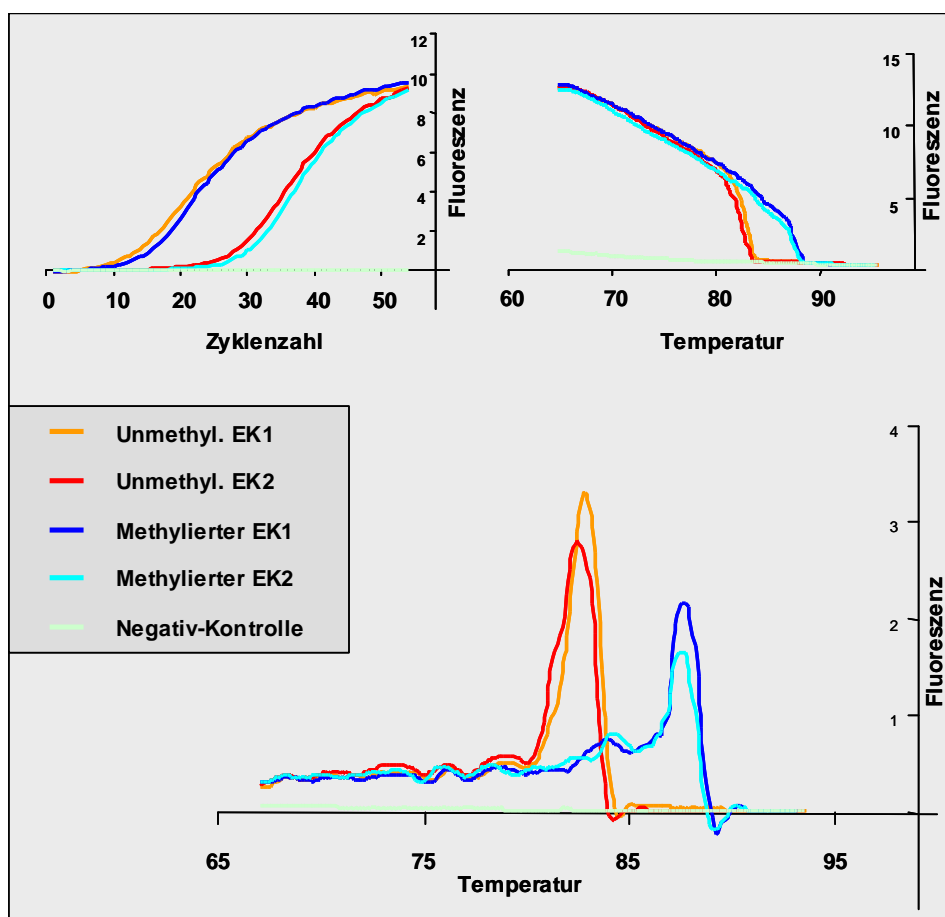 12
10
8
6
4
2
Fluoreszenz
0 10 20 30 40 50
Zyklenzahl
15
10
5
Fluoreszenz
60 70 80 90
Temperatur
Unmethyl. EK1
Unmethyl. EK2
Methylierter EK1
Methylierter EK2
Negativ-Kontrolle
4
3
2
1
Fluoreszenz
65 75 85 95
Temperatur